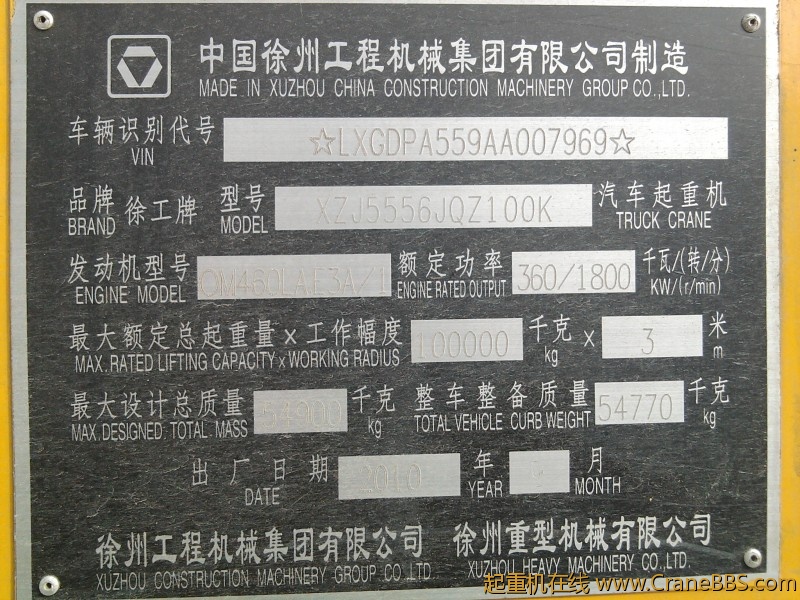 中国徐州工程机械集团有限公司制造
MADE IN XUZHOU CHINA CONSTRUCTION MACHINERY GROUP CO.,LTD.
车辆识别代号 ☆LXGDPA559AA007969☆
VIN
品牌 徐工牌 型号 XZJ5556JQZ100K 汽车起重机
BRAND MODEL TRUCK CRANE
发动机型号 OM460LA.E3A/1 额定功率 360/1800 千瓦/(转/分)
ENGINE MODEL ENGINE RATED OUTPUT KW/(r/min)
最大额定总起重量×工作幅度 100000 千克 × 3 米
MAX.RATED LIFTING CAPACITY×WORKING RADIUS kg m
最大设计总质量 54900 千克 整车整备质量 54770 千克
MAX.DESIGNED.TOTAL.MASS kg TOTAL VEHICLE CURB WEIGHT kg
出厂日期 2010 年 月
DATE YEAR MONTH
徐州工程机械集团有限公司 徐州重型机械有限公司
XUZHOU CONSTRUCTION MACHINERY GROUP CO.,LTD. XUZHOU HEAVY MACHINERY CO.,LTD.
起重机在线 www.CraneBBS.com